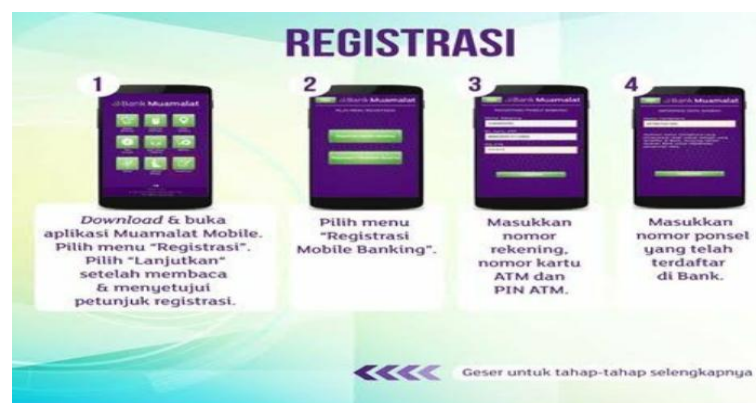 REGISTRASI
1
Bank Muamalat
Download & buka
aplikasi Muamalat Mobile.
Pilih menu "Registrasi".
Pilih "Lanjutkan"
setelah membaca
& menyetujui
petunjuk registrasi.
2
Bank Muamalat
Pilih menu
"Registrasi
Mobile Banking".
3
Bank Muamalat
Masukkan
nomor
rekening,
nomor kartu
ATM dan
PIN ATM.
4
Bank Muamalat
Masukkan
nomor ponsel
yang telah
terdaftar
di Bank.
Geser untuk tahap-tahap selengkapnya